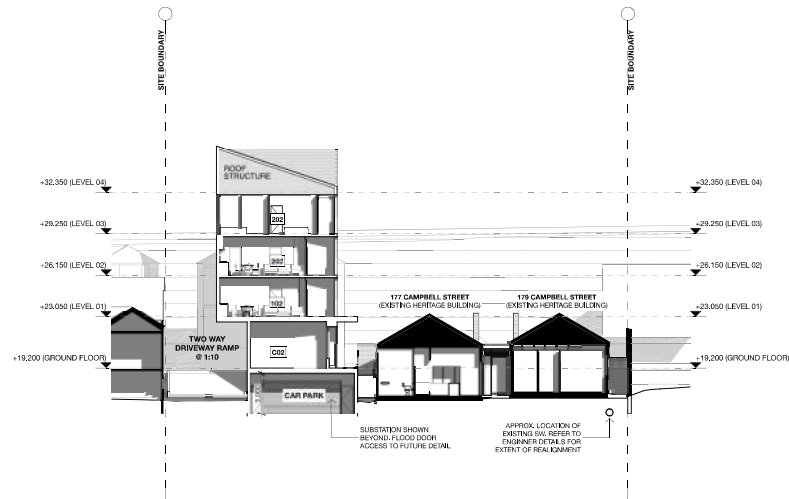 SITE BOUNDARY
SITE BOUNDARY
ROOF
STRUCTURE
+32.350 (LEVEL 04)
+32.350 (LEVEL 04)
202
+29.250 (LEVEL 03)
+29.250 (LEVEL 03)
+26.150 (LEVEL 02)
+26.150 (LEVEL 02)
102
177 CAMPBELL STREET
(EXISTING HERITAGE BUILDING)
179 CAMPBELL STREET
(EXISTING HERITAGE BUILDING)
+23.050 (LEVEL 01)
+23.050 (LEVEL 01)
TWO WAY
DRIVEWAY RAMP
@ 1:10
C02
+19.200 (GROUND FLOOR)
+19.200 (GROUND FLOOR)
CAR PARK
SUBSTATION SHOWN
BEYOND. FLOOD DOOR
ACCESS TO FUTURE DETAIL
APPROX. LOCATION OF
EXISTING SW. REFER TO
ENGINNER DETAILS FOR
EXTENT OF REALIGNMENT